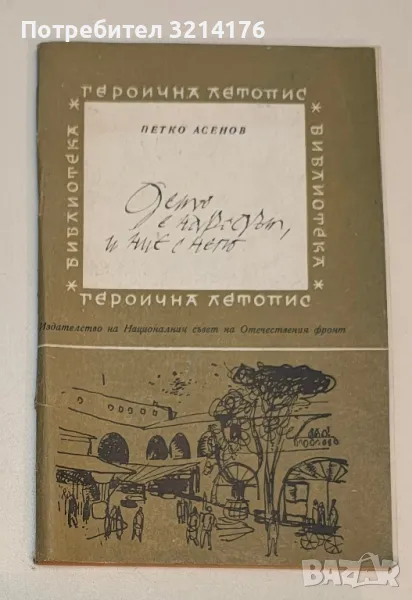 Потребител 3214176
ГЕРОИЧНА ЛЕТОПИС
БИБЛИОТЕКА
БИБЛИОТЕКА
ПЕТКО АСЕНОВ
Дето
е народът,
и ние с него
ГЕРОИЧНА ЛЕТОПИС
Издателство на Националния съвет на Отечествения фронт
BAZAR